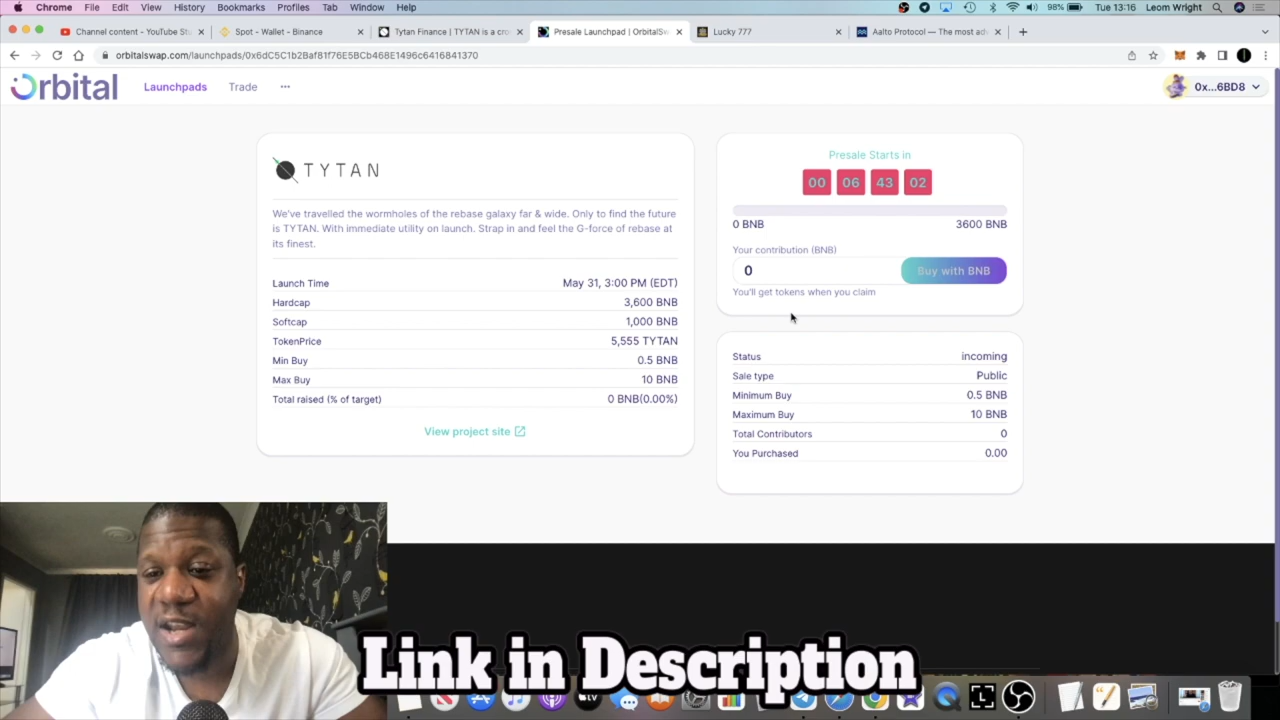 Chrome File Edit View History Bookmarks Profiles Tab Window Help 98% Tue 13:16 Leom Wright
Channel content - YouTube Stu Spot - Wallet - Binance Tytan Finance | TYTAN is a cro Presale Launchpad | OrbitalSw Lucky 777 Aalto Protocol — The most adv
orbitalswap.com/launchpads/0x6dC5C1b2Baf81f76E5BCb468E1496c6416841370
Orbital Launchpads Trade ••• 0x...6BD8
TYTAN
We've travelled the wormholes of the rebase galaxy far & wide. Only to find the future
is TYTAN. With immediate utility on launch. Strap in and feel the G-force of rebase at
its finest.
Launch Time May 31, 3:00 PM (EDT)
Hardcap 3,600 BNB
Softcap 1,000 BNB
TokenPrice 5,555 TYTAN
Min Buy 0.5 BNB
Max Buy 10 BNB
Total raised (% of target) 0 BNB(0.00%)
View project site
Presale Starts in
00 06 43 02
0 BNB 3600 BNB
Your contribution (BNB)
0 Buy with BNB
You'll get tokens when you claim
Status incoming
Sale type Public
Minimum Buy 0.5 BNB
Maximum Buy 10 BNB
Total Contributors 0
You Purchased 0.00
Link in Description